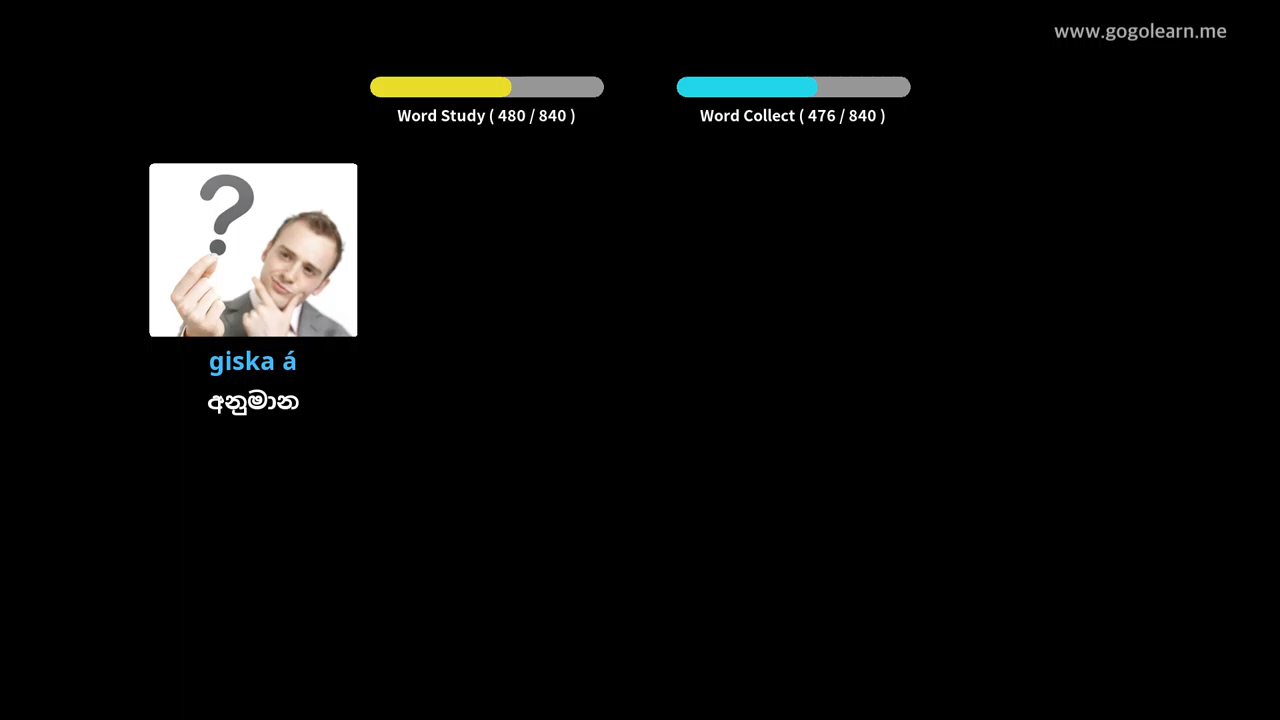 www.gogolearn.me
Word Study ( 480 / 840 )
Word Collect ( 476 / 840 )
giska á
අනුමාන